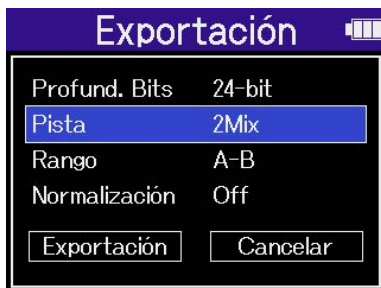 Exportación
Profund. Bits 24-bit
Pista 2Mix
Rango A-B
Normalización Off
Exportación Cancelar